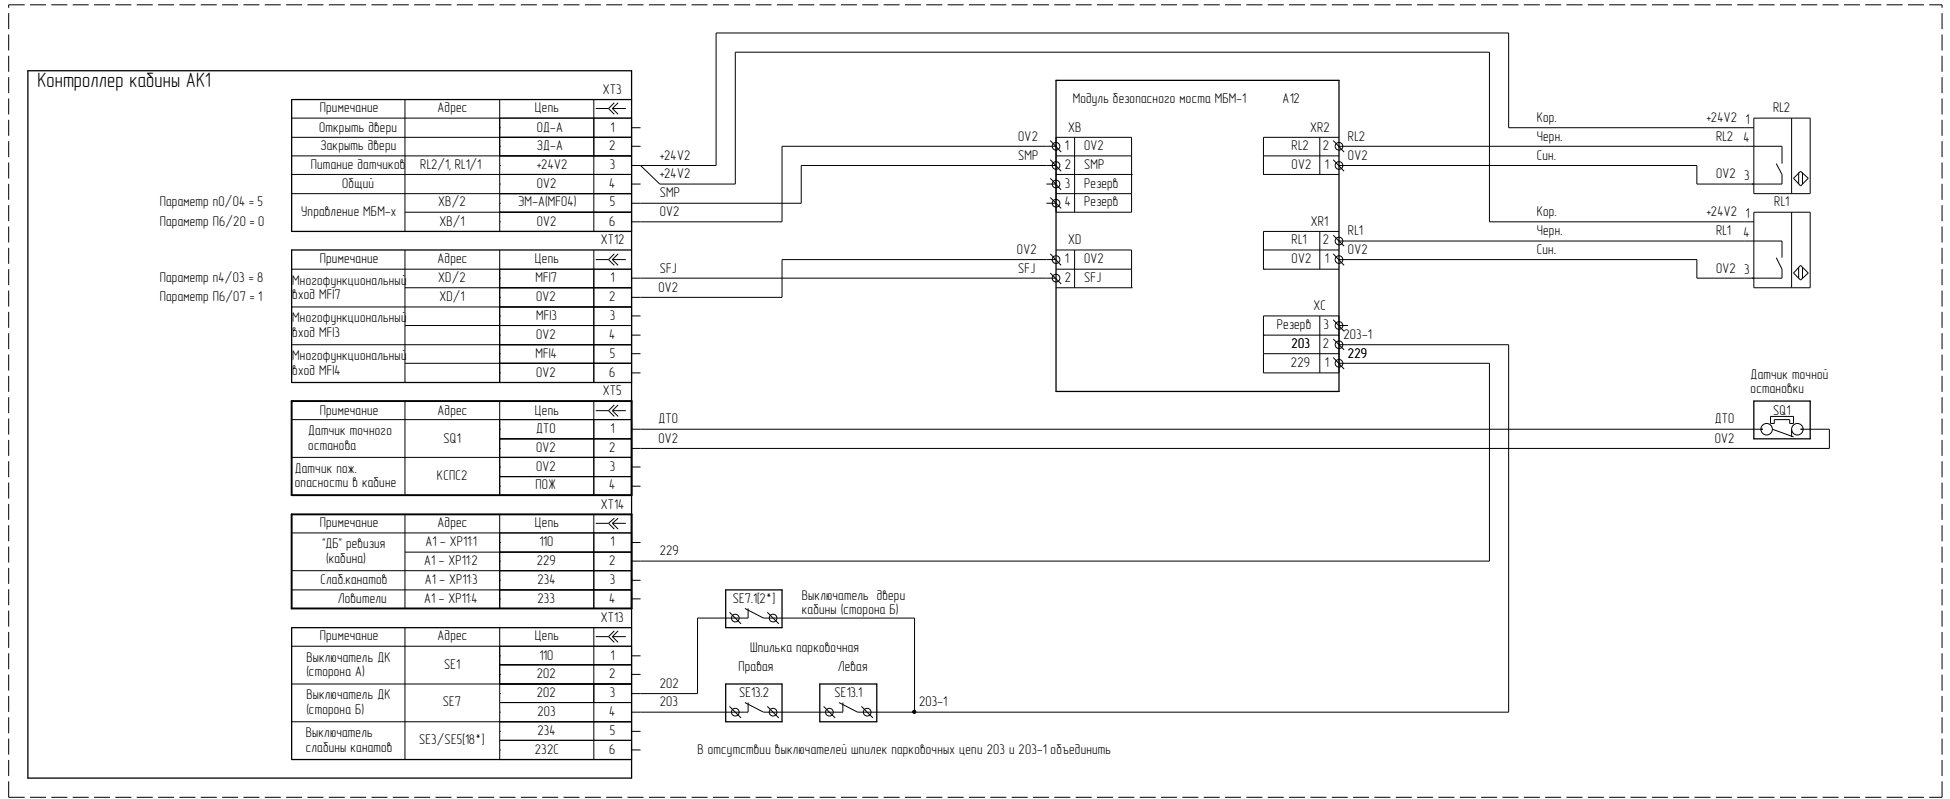 Контроллер кабины АК1
XT3
Примечание Адрес Цепь
Открыть двери ОД-А 1
Закрыть двери ЗД-А 2
Питание датчиков RL2/1, RL1/1 +24V2 3
Общий 0V2 4
Управление МБМ-х XB/2 ЭМ-А(MFO4) 5
XB/1 0V2 6
Параметр n0/04 = 5
Параметр П6/20 = 0
+24V2
+24V2
SMP
0V2
XT12
Примечание Адрес Цепь
Многофункциональный вход MFI7 XD/2 MFI7 1
XD/1 0V2 2
Многофункциональный вход MFI3 MFI3 3
0V2 4
Многофункциональный вход MFI4 MFI4 5
0V2 6
Параметр n4/03 = 8
Параметр П6/07 = 1
SFJ
0V2
XT5
Примечание Адрес Цепь
Датчик точного останова SQ1 ДТО 1
0V2 2
Датчик пож. опасности в кабине КСПС2 0V2 3
ПОЖ 4
ДТО
0V2
XT14
Примечание Адрес Цепь
"ДБ" ревизия (кабина) A1 - XP11:1 110 1
A1 - XP11:2 229 2
Слаб.канатов A1 - XP11:3 234 3
Ловители A1 - XP11:4 233 4
229
XT13
Примечание Адрес Цепь
Выключатель ДК (сторона А) SE1 110 1
202 2
Выключатель ДК (сторона Б) SE7 202 3
203 4
Выключатель слабины канатов SE3/SE5[18*] 234 5
232C 6
202
203
SE7.1[2*]
Выключатель двери
кабины (сторона Б)
Шпилька парковочная
Правая Левая
SE13.2 SE13.1
203-1
В отсутствии выключателей шпилек парковочных цепи 203 и 203-1 объединить
Модуль безопасного моста МБМ-1 A12
XB
0V2 1 0V2
SMP 2 SMP
3 Резерв
4 Резерв
XD
0V2 1 0V2
SFJ 2 SFJ
XR2
RL2 2 RL2
0V2 1 0V2
XR1
RL1 2 RL1
0V2 1 0V2
XC
Резерв 3
203 2 203-1
229 1 229
RL2
Кор. +24V2 1
Черн. RL2 4
Син.
0V2 3
RL1
Кор. +24V2 1
Черн. RL1 4
Син.
0V2 3
Датчик точной
остановки
SQ1
ДТО
0V2